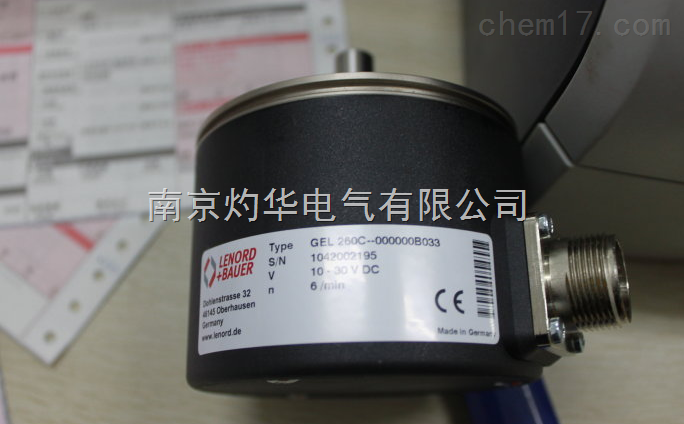 chem17.com
南京灼华电气有限公司
LENORD
+BAUER
Dohlenstrasse 32
46145 Oberhausen
Germany
www.lenord.de
Type GEL 260C--000000B033
S/N 1042002195
V 10 - 30 V DC
n 6 /min
CE
Made in Germany